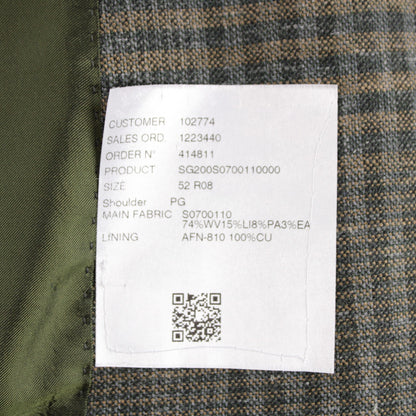 CUSTOMER 102774
SALES ORD. 1223440
ORDER N° 414811
PRODUCT SG200S0700110000
SIZE 52 R08
Shoulder PG
MAIN FABRIC S0700110
74%WV15%LI8%PA3%EA
LINING AFN-810 100%CU